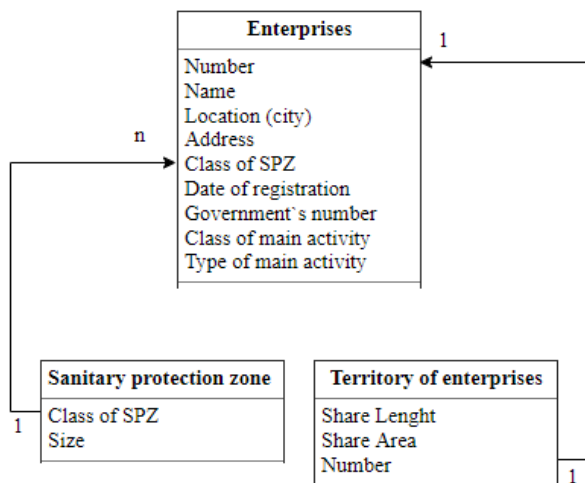 Enterprises
1
Number
Name
Location (city)
Address
n
Class of SPZ
Date of registration
Government`s number
Class of main activity
Type of main activity
Sanitary protection zone
Class of SPZ
Size
1
Territory of enterprises
Share Lenght
Share Area
Number
1